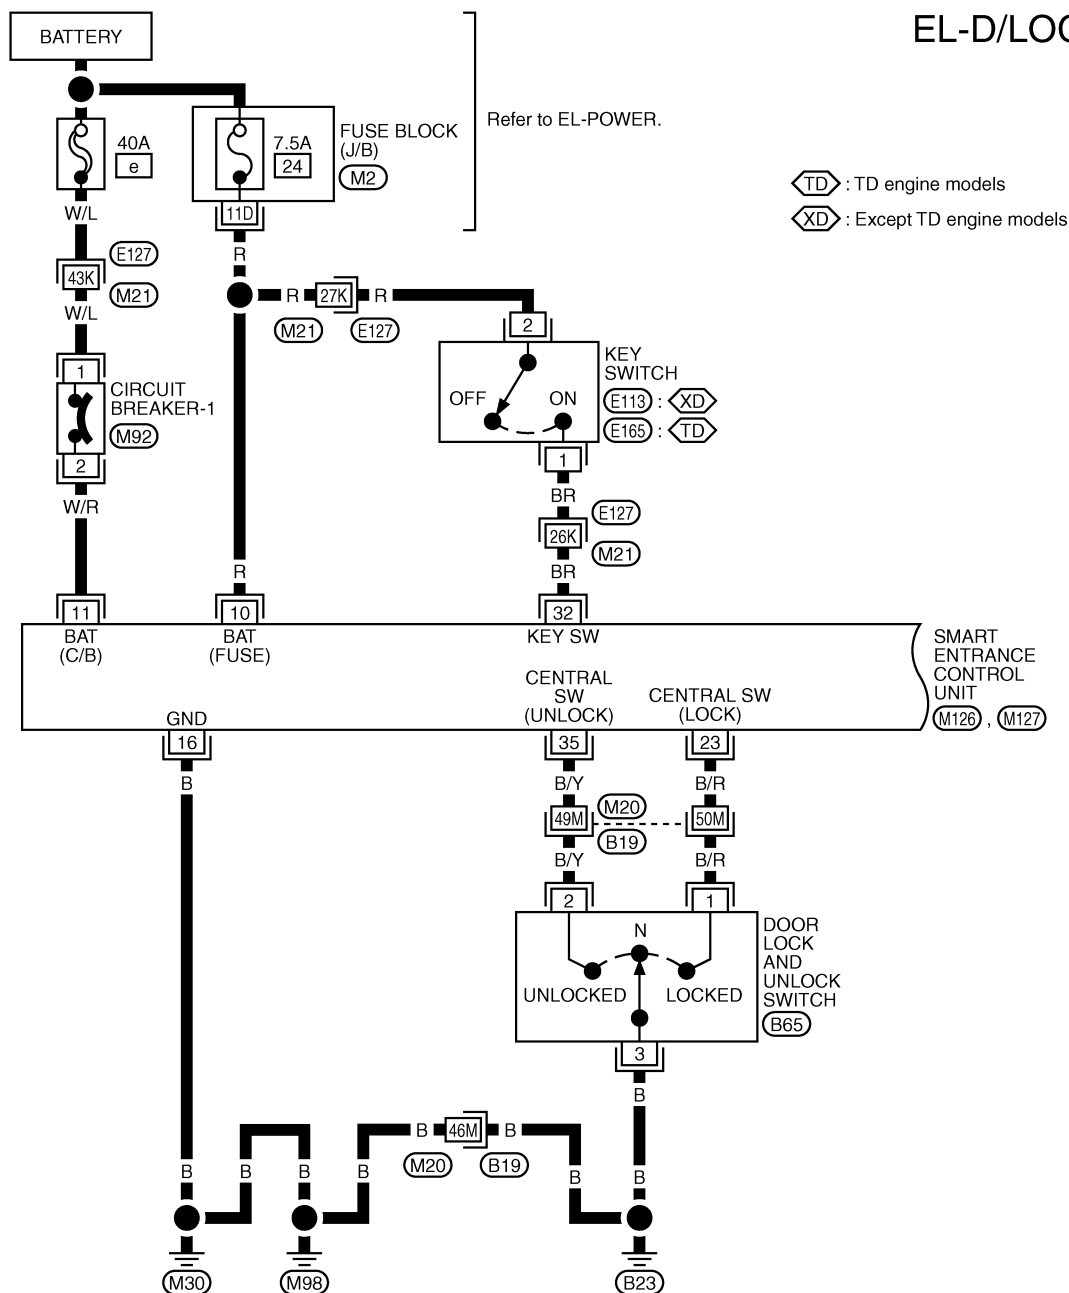 EL-D/LOC
BATTERY
40A
e
7.5A
24
FUSE BLOCK
(J/B)
M2
Refer to EL-POWER.
TD : TD engine models
XD : Except TD engine models
W/L
11D
R
E127
43K
M21
W/L
R 27K R
M21 E127
2
1
CIRCUIT
BREAKER-1
M92
2
W/R
KEY
SWITCH
E113 : XD
E165 : TD
OFF ON
1
BR
E127
26K
M21
BR
R
11
10
32
BAT
(C/B)
BAT
(FUSE)
KEY SW
SMART
ENTRANCE
CONTROL
UNIT
M126 , M127
CENTRAL
SW
(UNLOCK)
CENTRAL SW
(LOCK)
GND
16
35
23
B
B/Y
B/R
49M
M20
B19
50M
B/Y
B/R
2
1
DOOR
LOCK
AND
UNLOCK
SWITCH
B65
N
UNLOCKED LOCKED
3
B
B 46M B
M20 B19
B
B
B
B
B
M30
M98
B23